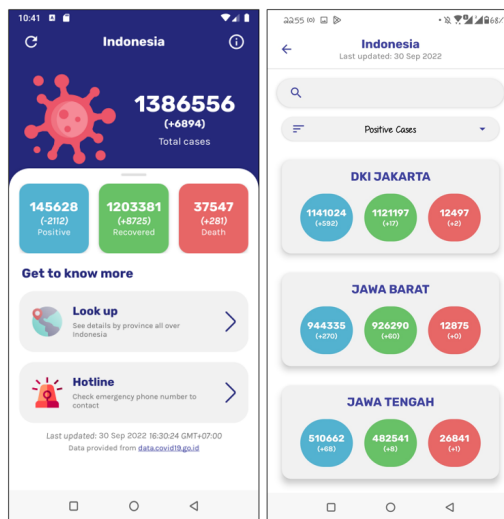 10:41
Indonesia
1386556
(+6894)
Total cases
145628
(-2112)
Positive
1203381
(+8725)
Recovered
37547
(+281)
Death
Get to know more
Look up
See details by province all over
Indonesia
Hotline
Check emergency phone number to
contact
Last updated: 30 Sep 2022 16:30:24 GMT+07:00
Data provided from data.covid19.go.id
22:55
68%
Indonesia
Last updated: 30 Sep 2022
Positive Cases
DKI JAKARTA
1141024
(+592)
1121197
(+17)
12497
(+2)
JAWA BARAT
944335
(+270)
926290
(+60)
12875
(+0)
JAWA TENGAH
510662
(+68)
482541
(+8)
26841
(+1)